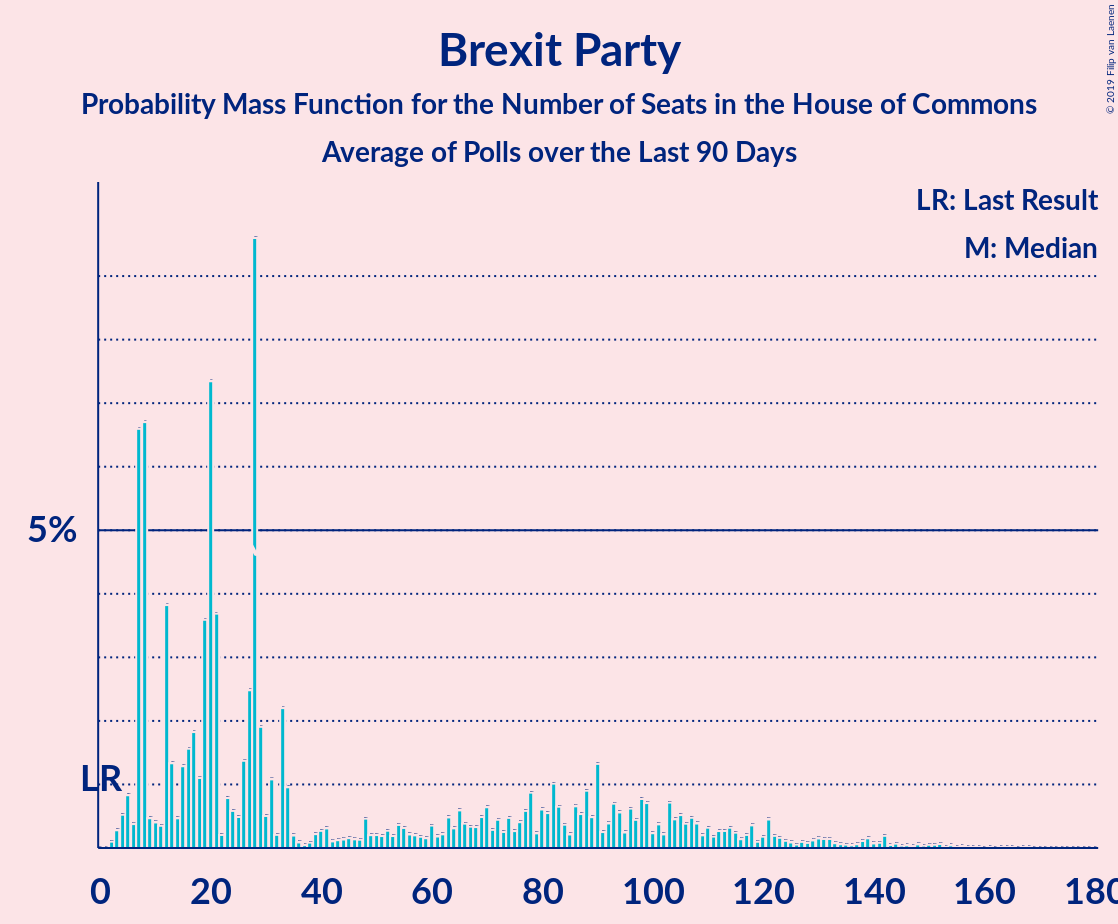 Brexit Party
Probability Mass Function for the Number of Seats in the House of Commons
Average of Polls over the Last 90 Days
© 2019 Filip van Laenen
LR: Last Result
M: Median
5%
LR
0 20 40 60 80 100 120 140 160 180